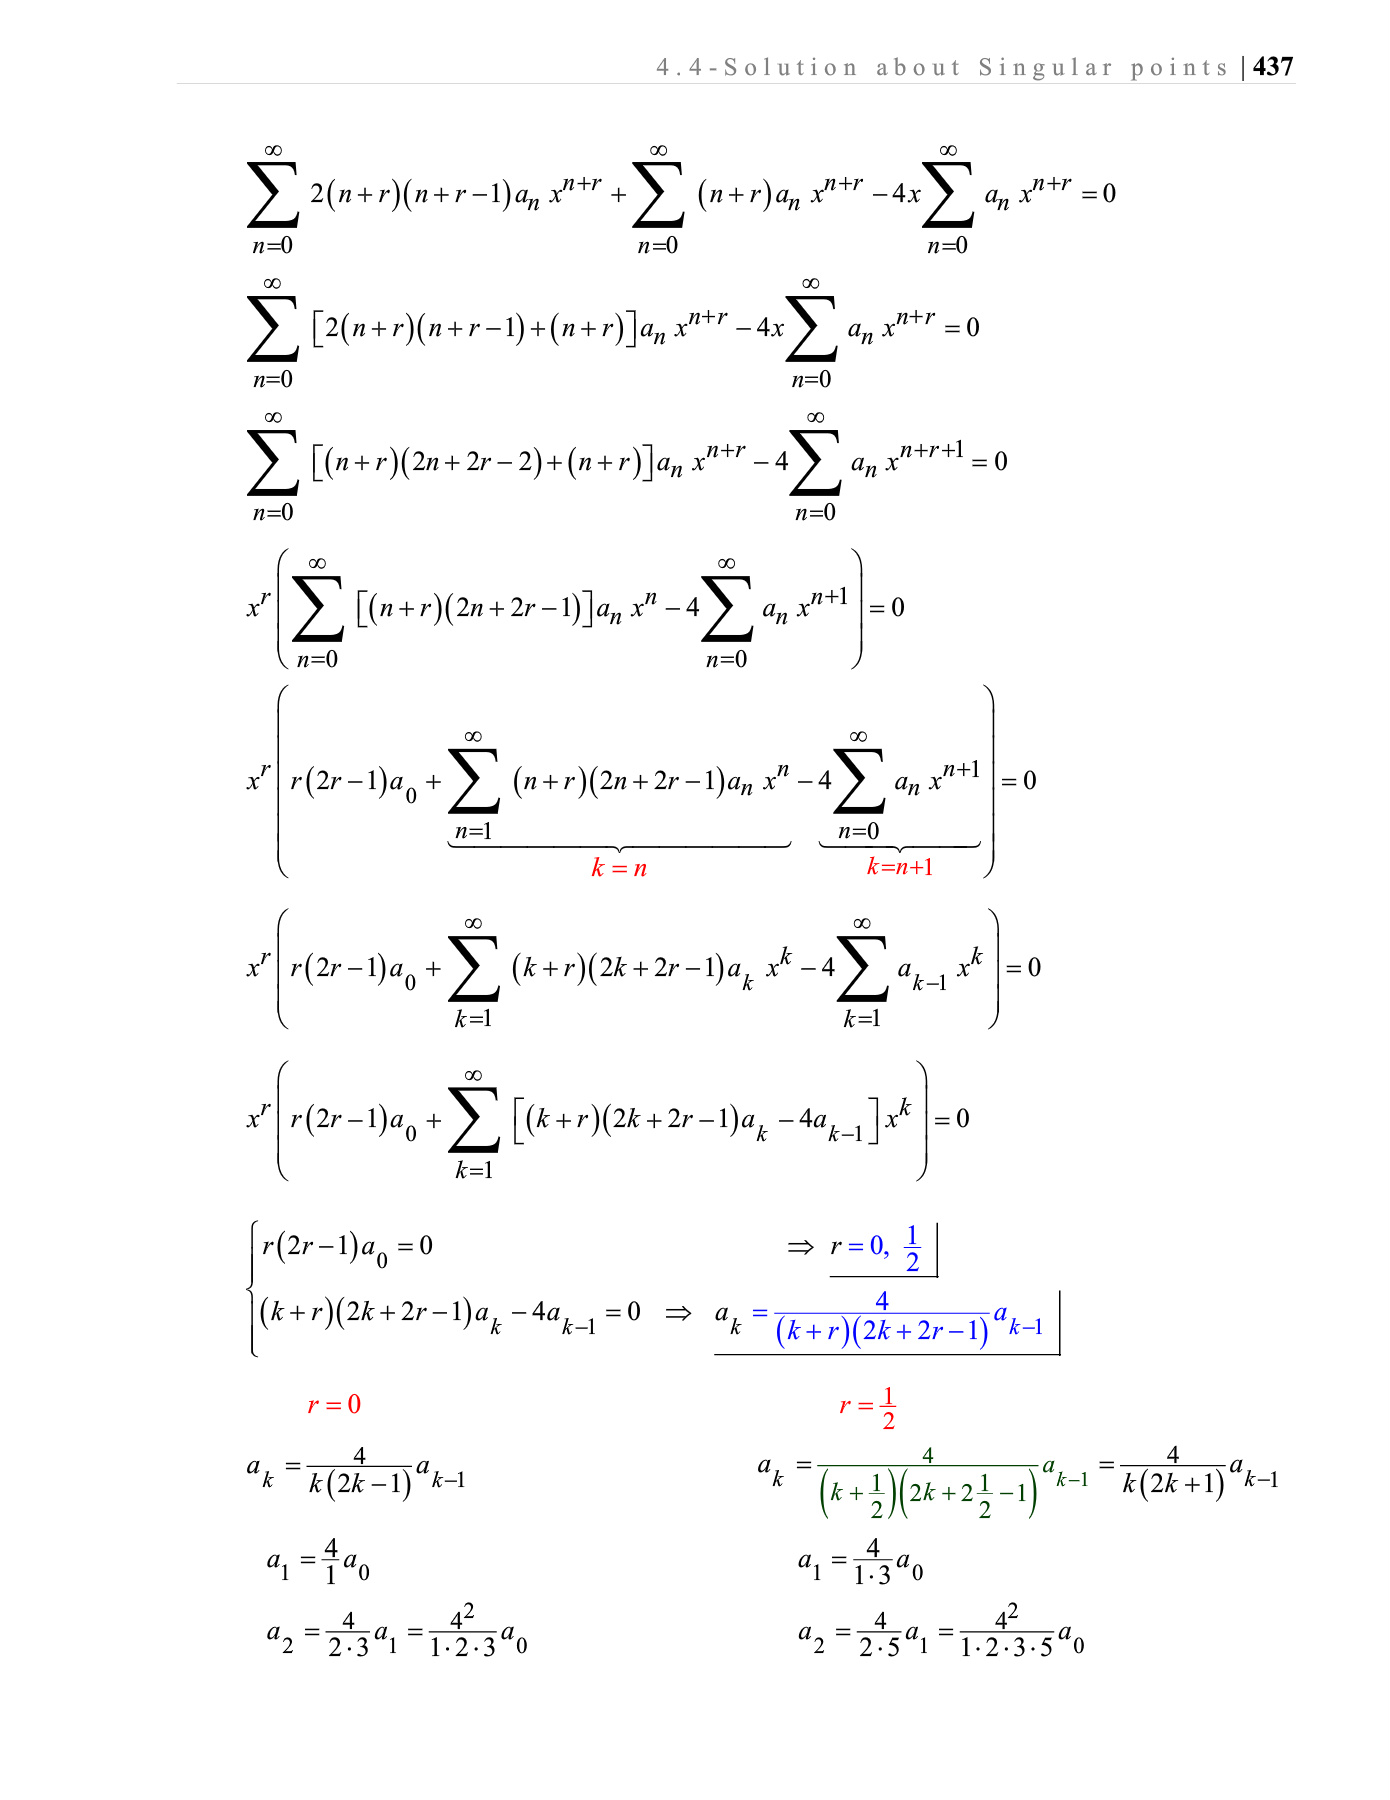 4.4-Solution about Singular points | 437
∑_{n=0}^{∞} 2(n+r)(n+r−1)a_n x^{n+r} + ∑_{n=0}^{∞} (n+r)a_n x^{n+r} − 4x∑_{n=0}^{∞} a_n x^{n+r} = 0
∑_{n=0}^{∞} [2(n+r)(n+r−1)+(n+r)]a_n x^{n+r} − 4x∑_{n=0}^{∞} a_n x^{n+r} = 0
∑_{n=0}^{∞} [(n+r)(2n+2r−2)+(n+r)]a_n x^{n+r} − 4∑_{n=0}^{∞} a_n x^{n+r+1} = 0
x^r (∑_{n=0}^{∞} [(n+r)(2n+2r−1)]a_n x^n − 4∑_{n=0}^{∞} a_n x^{n+1}) = 0
x^r (r(2r−1)a_0 + ∑_{n=1}^{∞} (n+r)(2n+2r−1)a_n x^n − 4∑_{n=0}^{∞} a_n x^{n+1}) = 0
k = n k=n+1
x^r (r(2r−1)a_0 + ∑_{k=1}^{∞} (k+r)(2k+2r−1)a_k x^k − 4∑_{k=1}^{∞} a_{k−1} x^k) = 0
x^r (r(2r−1)a_0 + ∑_{k=1}^{∞} [(k+r)(2k+2r−1)a_k − 4a_{k−1}]x^k) = 0
{ r(2r−1)a_0 = 0 ⇒ r = 0, 1/2
(k+r)(2k+2r−1)a_k − 4a_{k−1} = 0 ⇒ a_k = 4/((k+r)(2k+2r−1)) a_{k−1}
r = 0 r = 1/2
a_k = 4/(k(2k−1)) a_{k−1} a_k = 4/((k+1/2)(2k+2 1/2−1)) a_{k−1} = 4/(k(2k+1)) a_{k−1}
a_1 = 4/1 a_0 a_1 = 4/(1·3) a_0
a_2 = 4/(2·3) a_1 = 4^2/(1·2·3) a_0 a_2 = 4/(2·5) a_1 = 4^2/(1·2·3·5) a_0